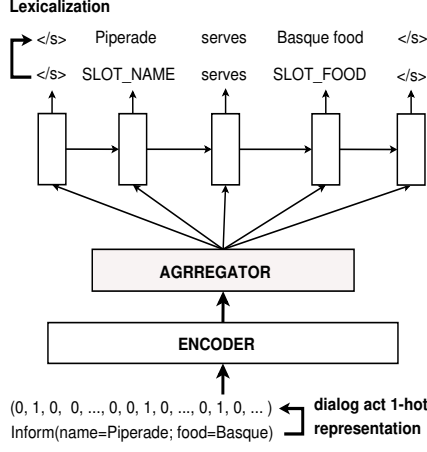 Lexicalization
</s> Piperade serves Basque food </s>
</s> SLOT_NAME serves SLOT_FOOD </s>
AGRREGATOR
ENCODER
(0, 1, 0, 0, ..., 0, 0, 1, 0, ..., 0, 1, 0, ... ) dialog act 1-hot
Inform(name=Piperade; food=Basque) representation